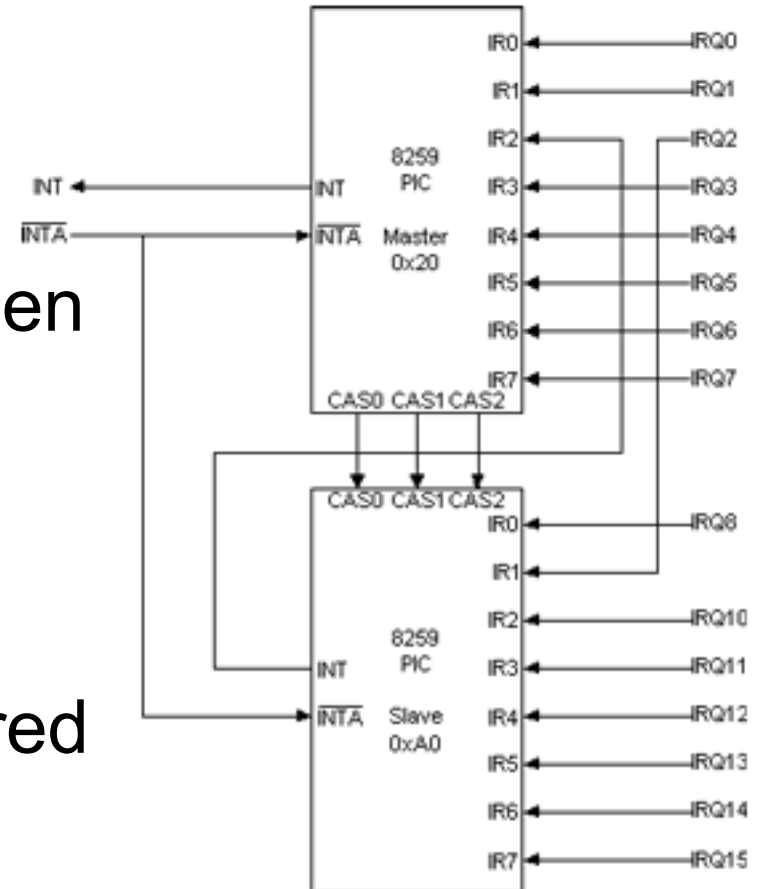 IR0 IRQ0
IR1 IRQ1
IR2 IRQ2
8259
INT INT PIC IR3 IRQ3
INTA INTA Master IR4 IRQ4
0x20
IR5 IRQ5
en
IR6 IRQ6
IR7 IRQ7
CAS0 CAS1 CAS2
CAS0 CAS1 CAS2
IR0 IRQ8
IR1
IR2 IRQ10
8259
INT PIC IR3 IRQ11
red INTA Slave IR4 IRQ12
0xA0
IR5 IRQ13
IR6 IRQ14
IR7 IRQ15